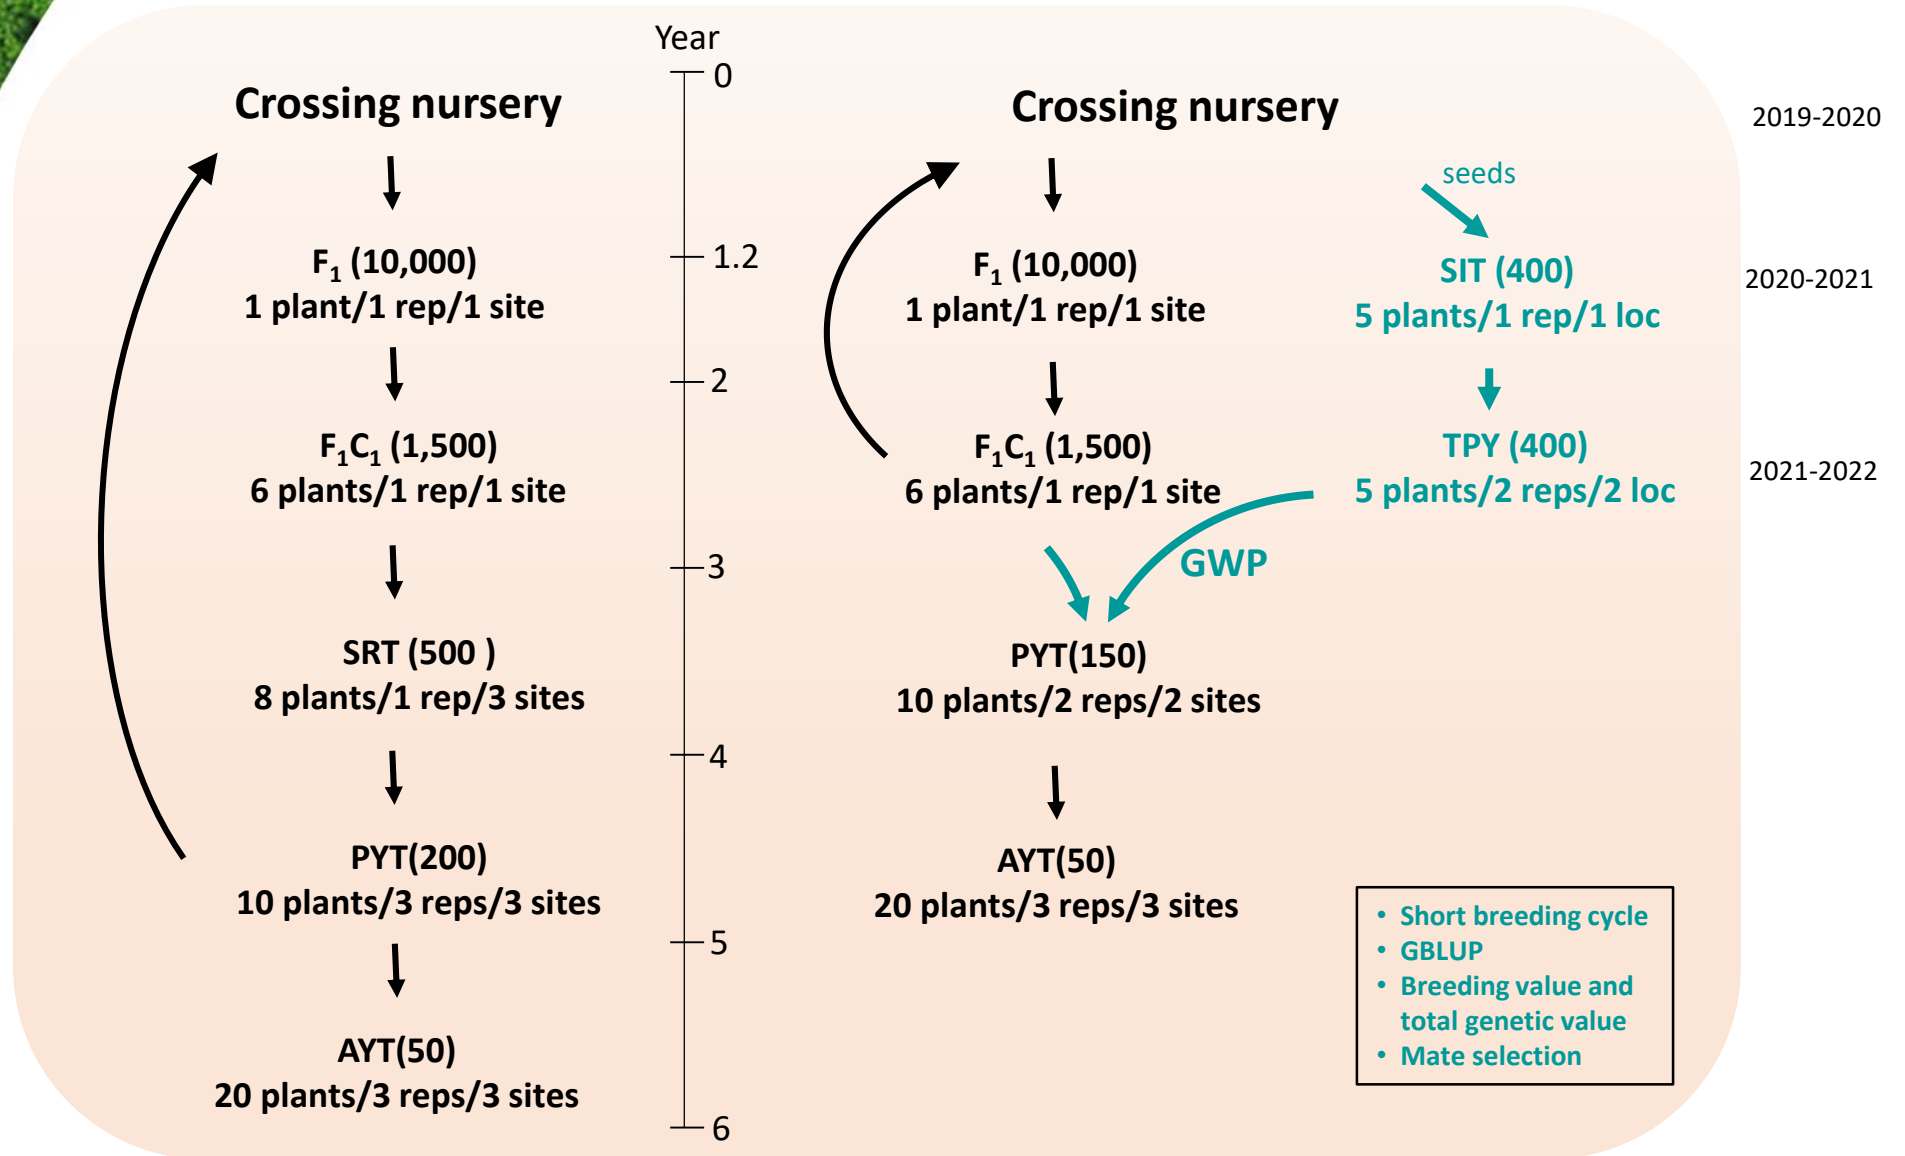 Year
0
1.2
2
3
4
5
6
Crossing nursery
F₁ (10,000)
1 plant/1 rep/1 site
F₁C₁ (1,500)
6 plants/1 rep/1 site
SRT (500 )
8 plants/1 rep/3 sites
PYT(200)
10 plants/3 reps/3 sites
AYT(50)
20 plants/3 reps/3 sites
Crossing nursery
F₁ (10,000)
1 plant/1 rep/1 site
F₁C₁ (1,500)
6 plants/1 rep/1 site
GWP
PYT(150)
10 plants/2 reps/2 sites
AYT(50)
20 plants/3 reps/3 sites
seeds
SIT (400)
5 plants/1 rep/1 loc
TPY (400)
5 plants/2 reps/2 loc
2019-2020
2020-2021
2021-2022
• Short breeding cycle
• GBLUP
• Breeding value and
total genetic value
• Mate selection